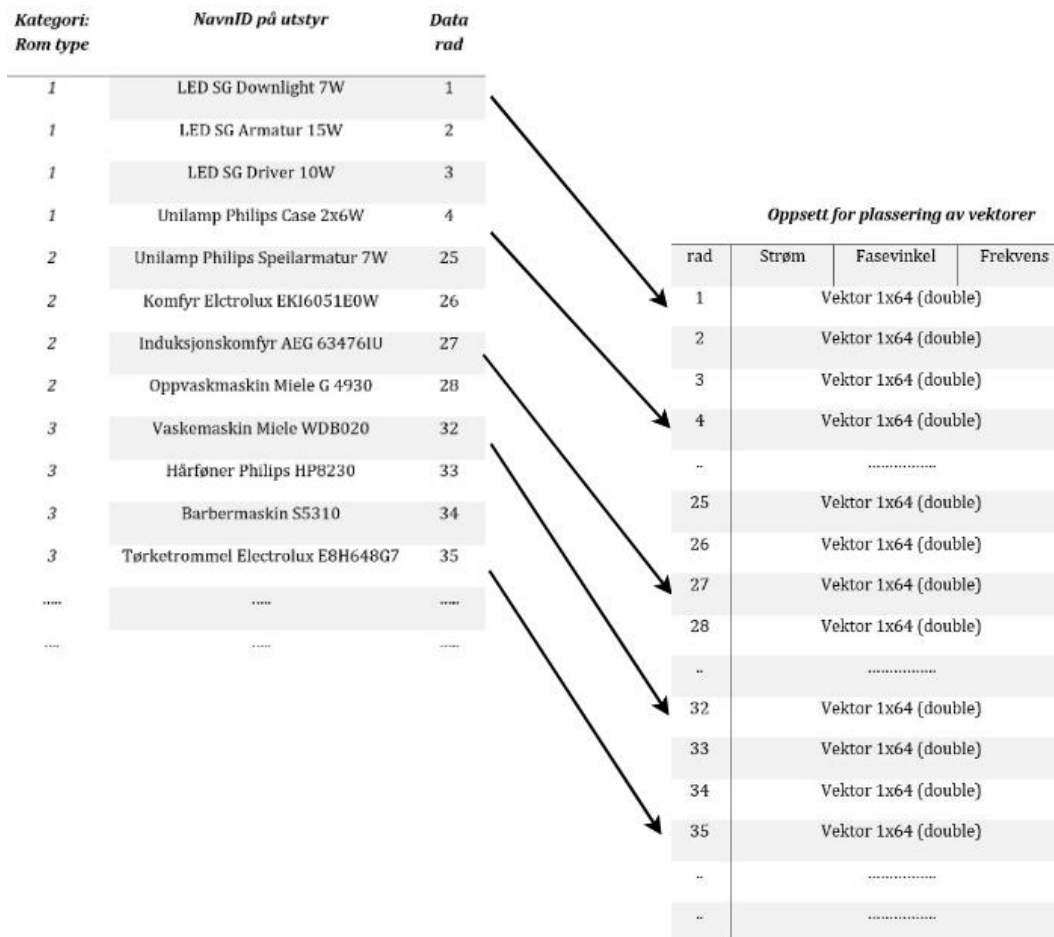 Kategori: NavnID på utstyr Data
Rom type rad
1 LED SG Downlight 7W 1
1 LED SG Armatur 15W 2
1 LED SG Driver 10W 3
1 Unilamp Philips Case 2x6W 4
2 Unilamp Philips Speilarmatur 7W 25
2 Komfyr Elctrolux EKI6051E0W 26
2 Induksjonskomfyr AEG 63476IU 27
2 Oppvaskmaskin Miele G 4930 28
3 Vaskemaskin Miele WDB020 32
3 Hårføner Philips HP8230 33
3 Barbermaskin S5310 34
3 Tørketrommel Electrolux E8H648G7 35
..... ..... .....
.... ..... .....
Oppsett for plassering av vektorer
rad Strøm Fasevinkel Frekvens
1 Vektor 1x64 (double)
2 Vektor 1x64 (double)
3 Vektor 1x64 (double)
4 Vektor 1x64 (double)
.. ................
25 Vektor 1x64 (double)
26 Vektor 1x64 (double)
27 Vektor 1x64 (double)
28 Vektor 1x64 (double)
.. ................
32 Vektor 1x64 (double)
33 Vektor 1x64 (double)
34 Vektor 1x64 (double)
35 Vektor 1x64 (double)
.. ................
.. ................